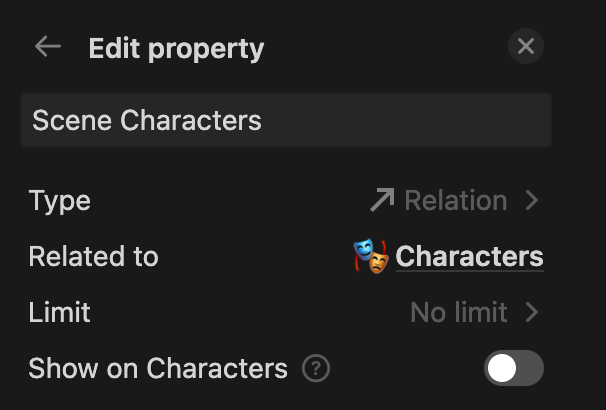 Edit property
Scene Characters
Type Relation
Related to Characters
Limit No limit
Show on Characters ?